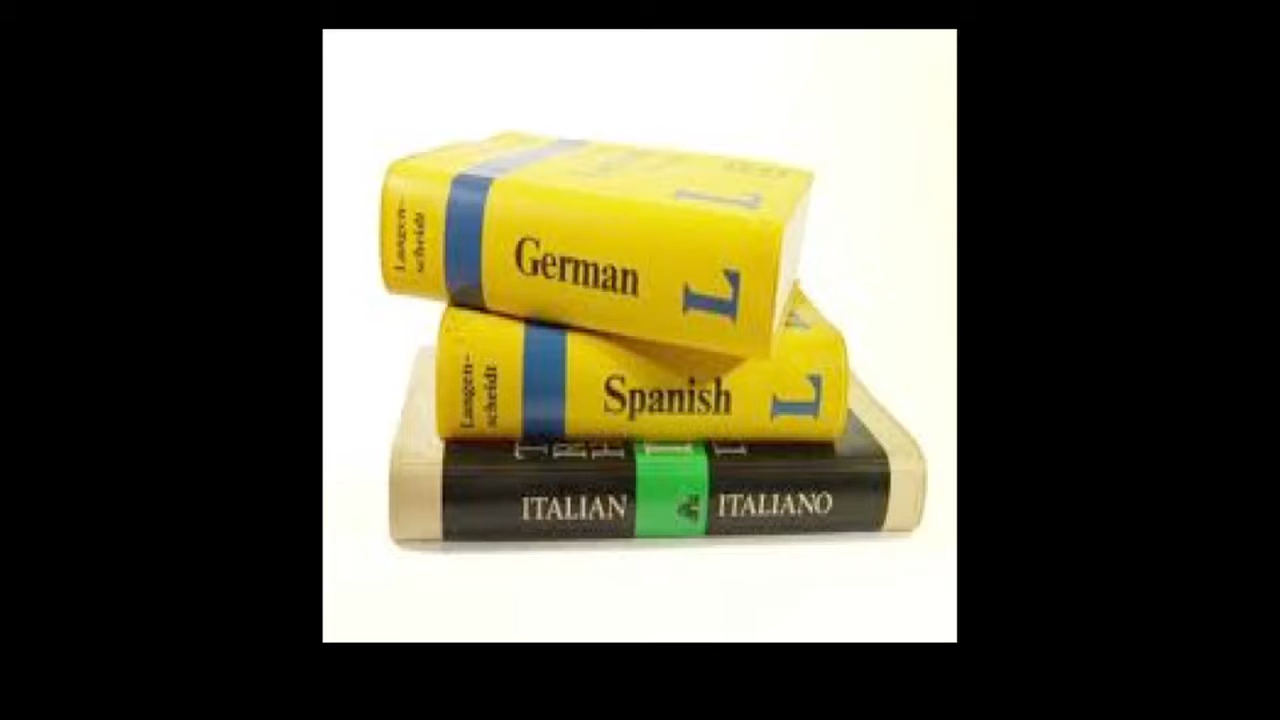 Langen-
scheidt
German
L
L
Langen-
scheidt
Spanish
L
ITALIAN
ITALIANO